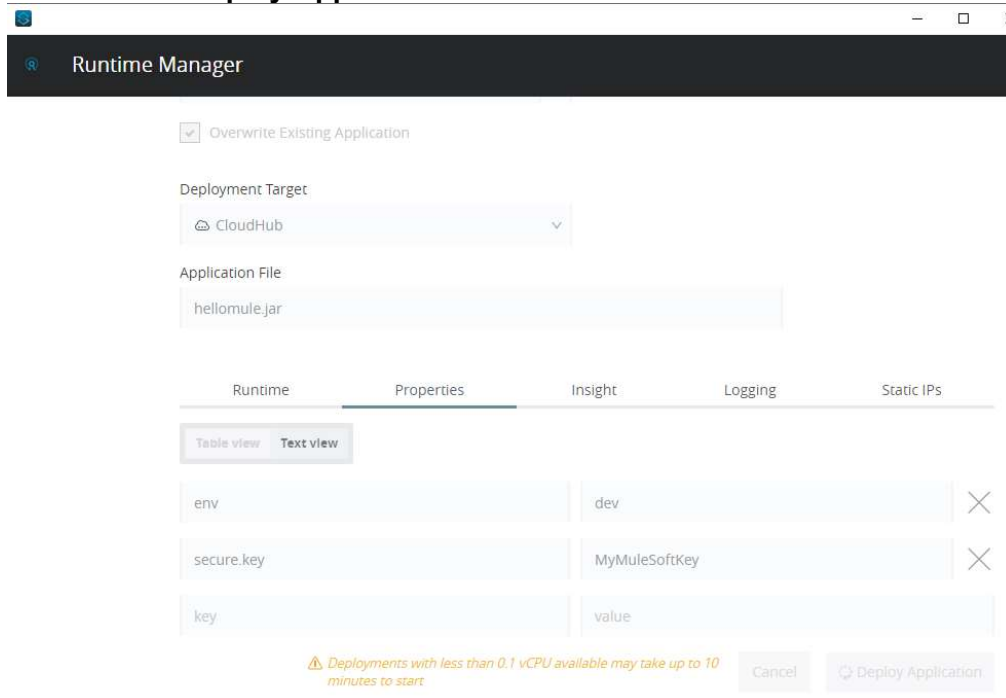 Runtime Manager
Overwrite Existing Application
Deployment Target
CloudHub
Application File
hellomule.jar
Runtime Properties Insight Logging Static IPs
Table view Text view
env dev
secure.key MyMuleSoftKey
key value
Deployments with less than 0.1 vCPU available may take up to 10
minutes to start
Cancel Deploy Application